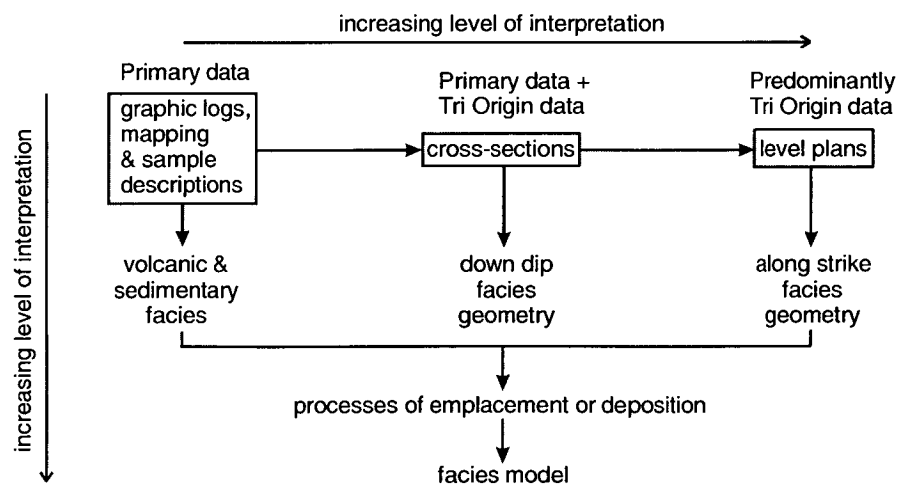 increasing level of interpretation
increasing level of interpretation
Primary data
graphic logs,
mapping
& sample
descriptions
volcanic &
sedimentary
facies
Primary data +
Tri Origin data
cross-sections
down dip
facies
geometry
Predominantly
Tri Origin data
level plans
along strike
facies
geometry
processes of emplacement or deposition
facies model